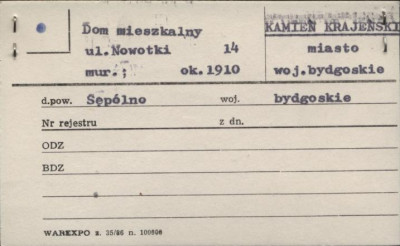 Dom mieszkalny
ul.Nowotki 14
mur.; ok.1910
KAMIEŃ KRAJEŃSKI
miasto
woj.bydgoskie
d.pow. Sępólno woj. bydgoskie
Nr rejestru z dn.
ODZ
BDZ
WAREXPO z. 35/86 n. 100000